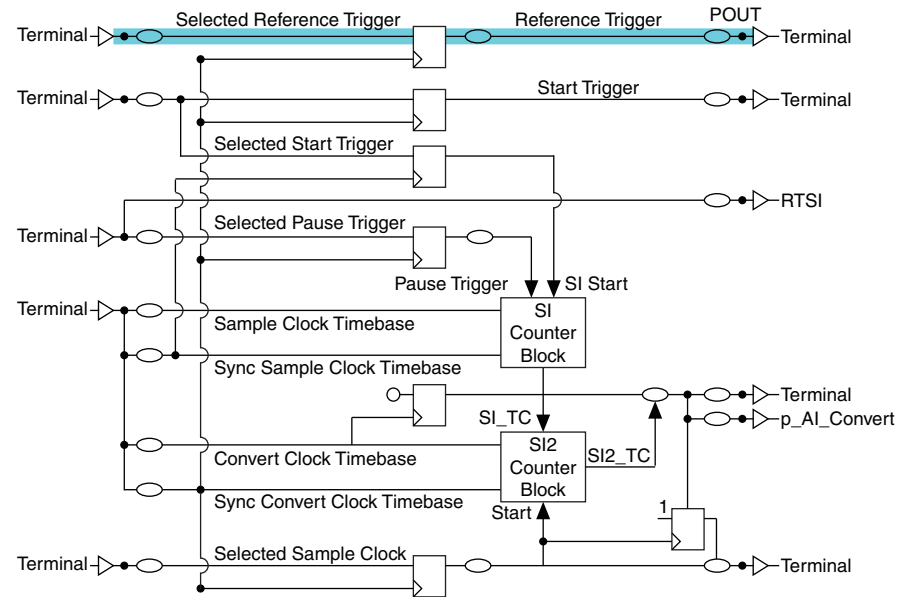 Selected Reference Trigger
Reference Trigger
POUT
Terminal
Terminal
Start Trigger
Terminal
Terminal
Selected Start Trigger
RTSI
Selected Pause Trigger
Terminal
Pause Trigger
SI Start
Terminal
SI
Counter
Block
Sample Clock Timebase
Sync Sample Clock Timebase
Terminal
p_AI_Convert
SI_TC
SI2
Counter
Block
SI2_TC
Convert Clock Timebase
Sync Convert Clock Timebase
Start
1
Selected Sample Clock
Terminal
Terminal